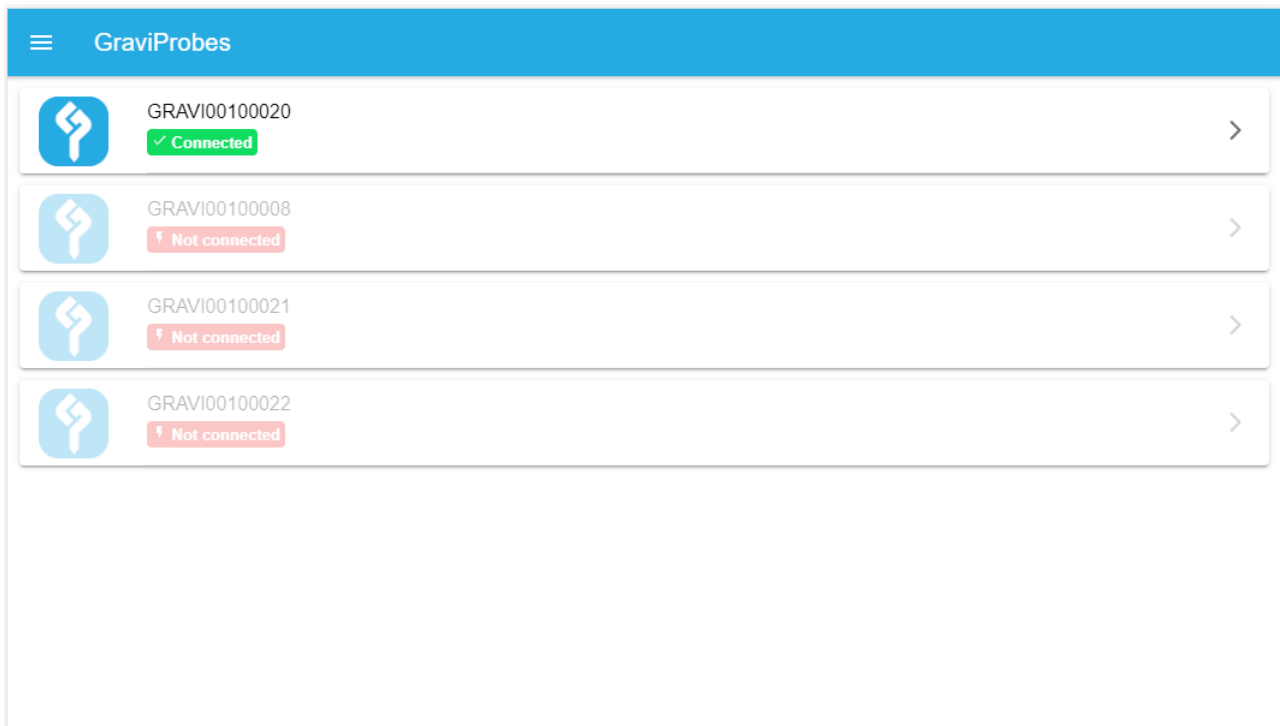 GraviProbes
GRAVI00100020
Connected
GRAVI00100008
Not connected
GRAVI00100021
Not connected
GRAVI00100022
Not connected